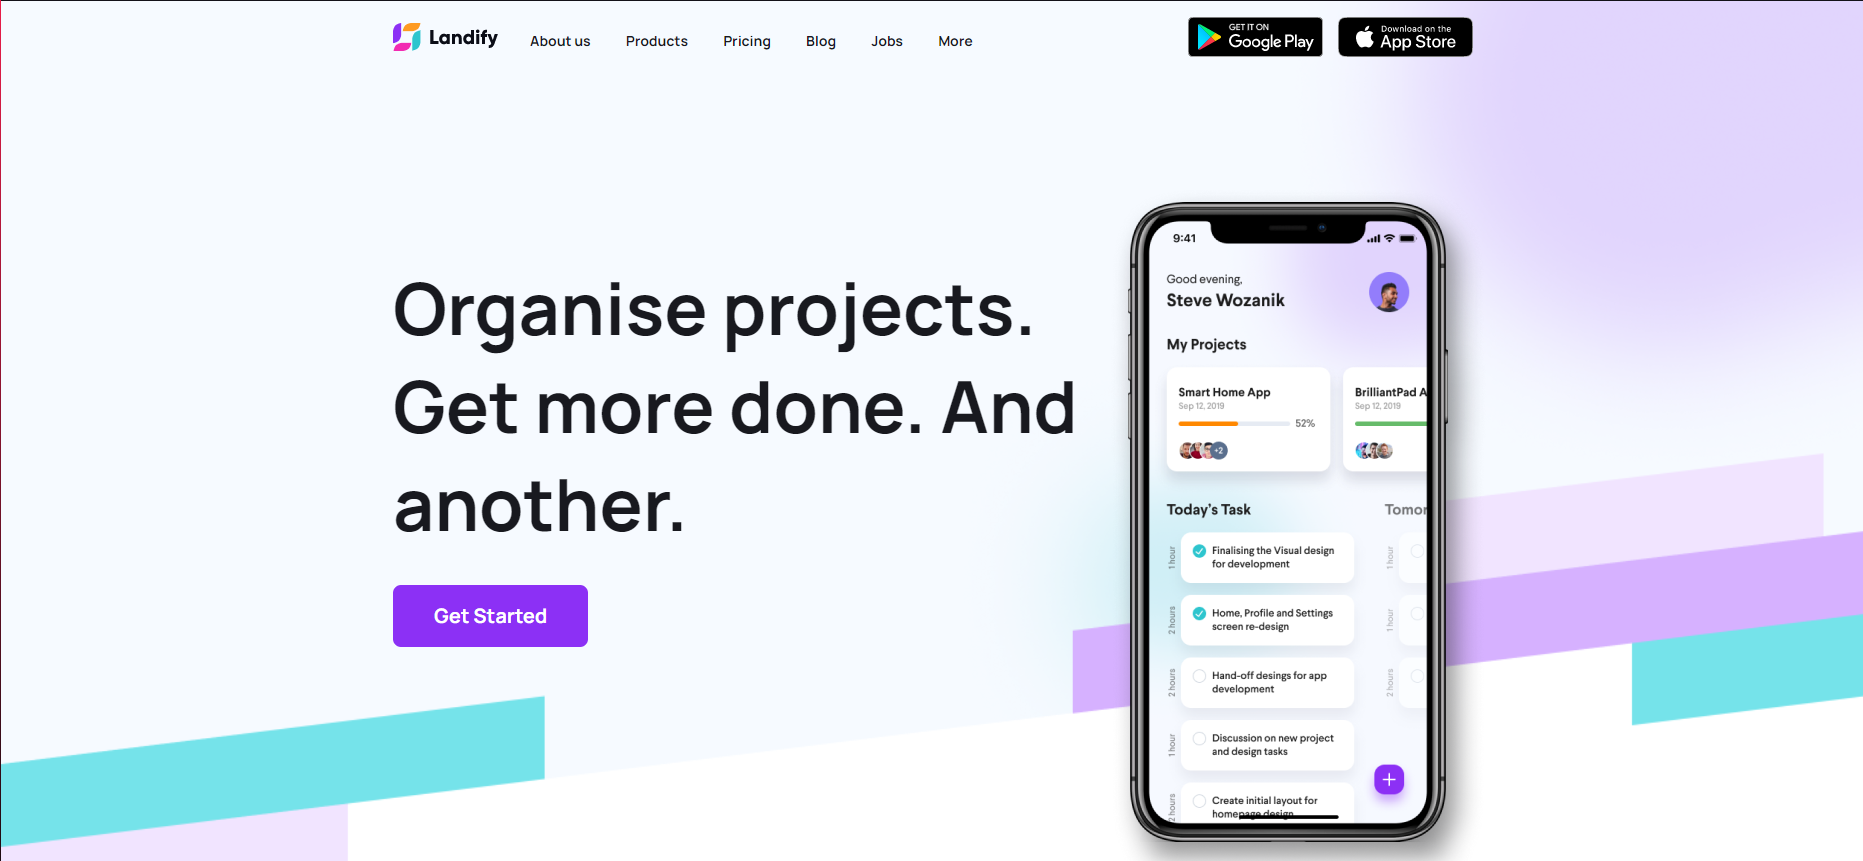 Landify
About us
Products
Pricing
Blog
Jobs
More
GET IT ON
Google Play
Download on the
App Store
Organise projects.
Get more done. And
another.
Get Started
9:41
Good evening,
Steve Wozanik
My Projects
Smart Home App
Sep 12, 2019
52%
+2
BrilliantPad A
Sep 12, 2019
Today's Task
Tomor
1 hour
Finalising the Visual design
for development
1 hour
2 hours
Home, Profile and Settings
screen re-design
1 hour
2 hours
Hand-off desings for app
development
2 hours
1 hour
Discussion on new project
and design tasks
2 hours
Create initial layout for
homepage design